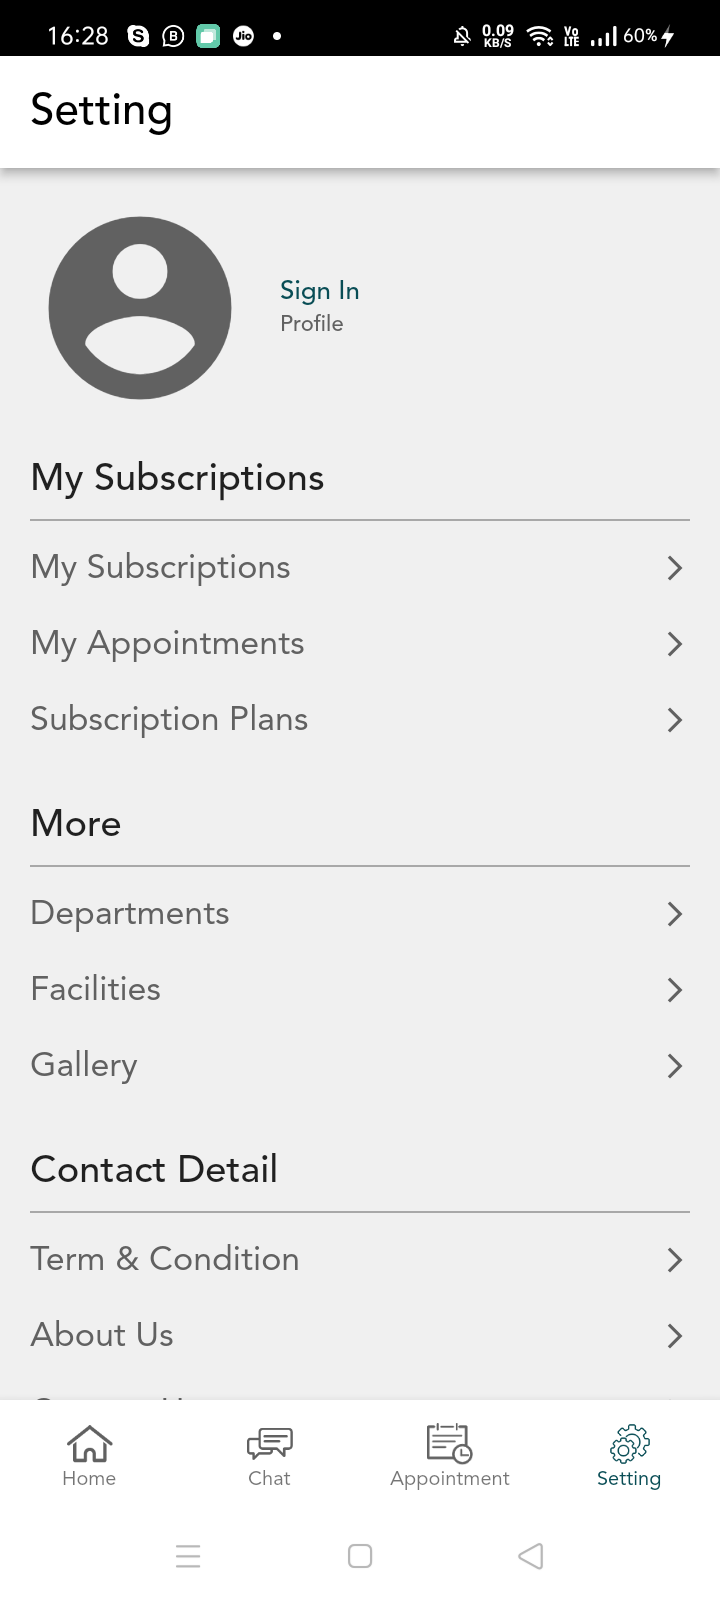 16:28
0.09
KB/S
Vo
LTE
60%
S
B
Jio
Setting
Sign In
Profile
My Subscriptions
My Subscriptions
My Appointments
Subscription Plans
More
Departments
Facilities
Gallery
Contact Detail
Term & Condition
About Us
Home
Chat
Appointment
Setting